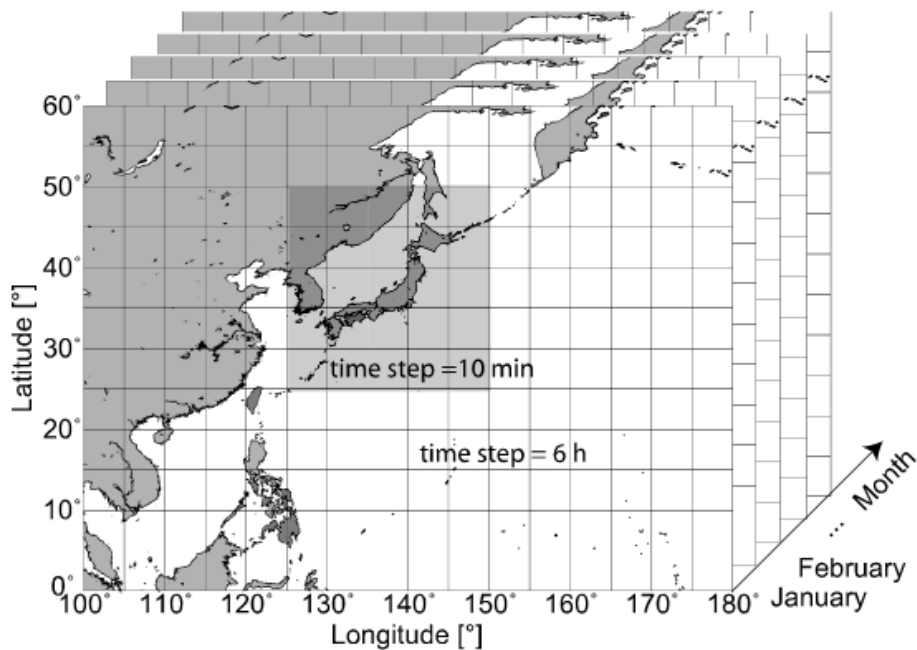 60°
50°
40°
30°
20°
10°
0°
Latitude [°]
time step =10 min
time step = 6 h
100°
110°
120°
130°
140°
150°
160°
170°
180°
Longitude [°]
January
February
... Month